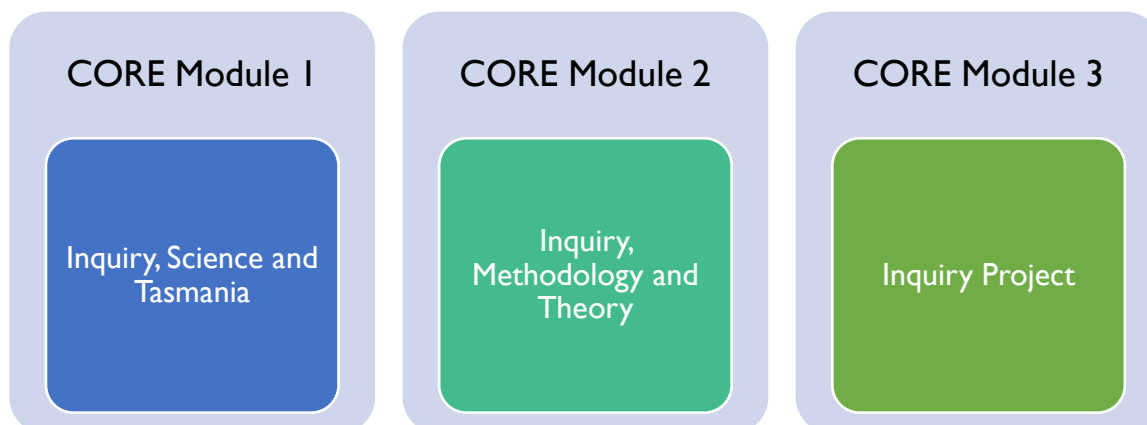 CORE Module 1
CORE Module 2
CORE Module 3
Inquiry, Science and
Tasmania
Inquiry,
Methodology and
Theory
Inquiry Project